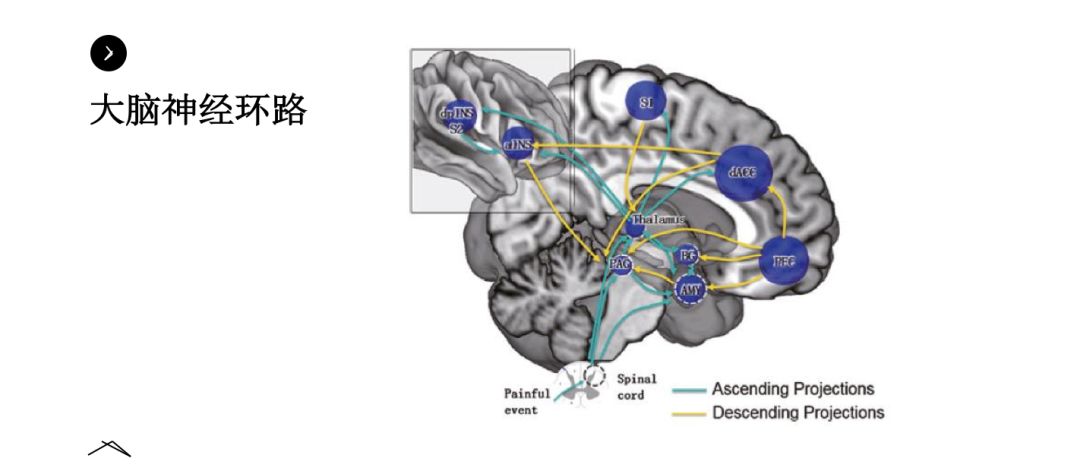 大脑神经环路
S1
dpINS
S2
aINS
dACC
Thalamus
PAG
BG
PFC
AMY
Painful
event
Spinal
cord
Ascending Projections
Descending Projections